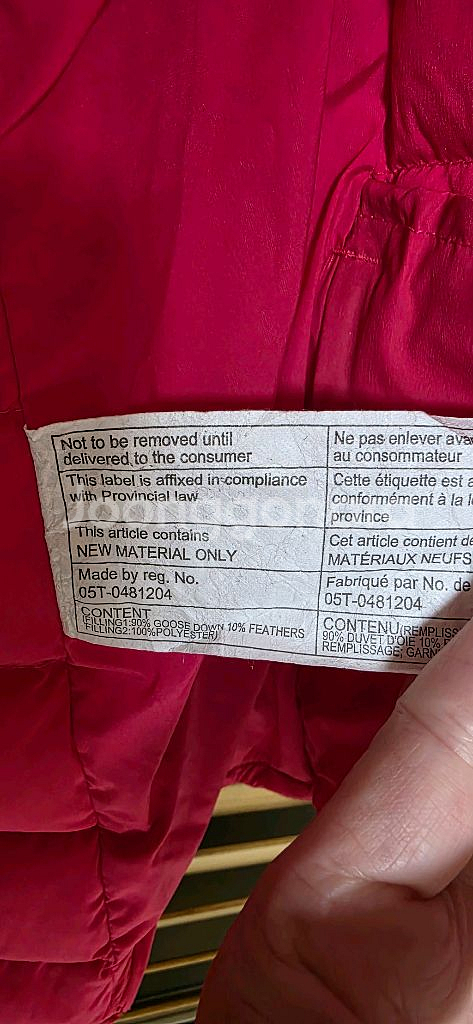 Not to be removed until
delivered to the consumer
This label is affixed in compliance
with Provincial law
This article contains
NEW MATERIAL ONLY
Made by reg. No.
05T-0481204
CONTENT
(FILLING1:90% GOOSE DOWN 10% FEATHERS
FILLING2:100%POLYESTER)
Ne pas enlever
au consommateur
Cette étiquette est
conformément à la
province
Cet article contient
MATÉRIAUX NEUFS
Fabriqué par No. de
05T-0481204
CONTENU
90% DUVET D'OIE 10%
REMPLISSAGE;